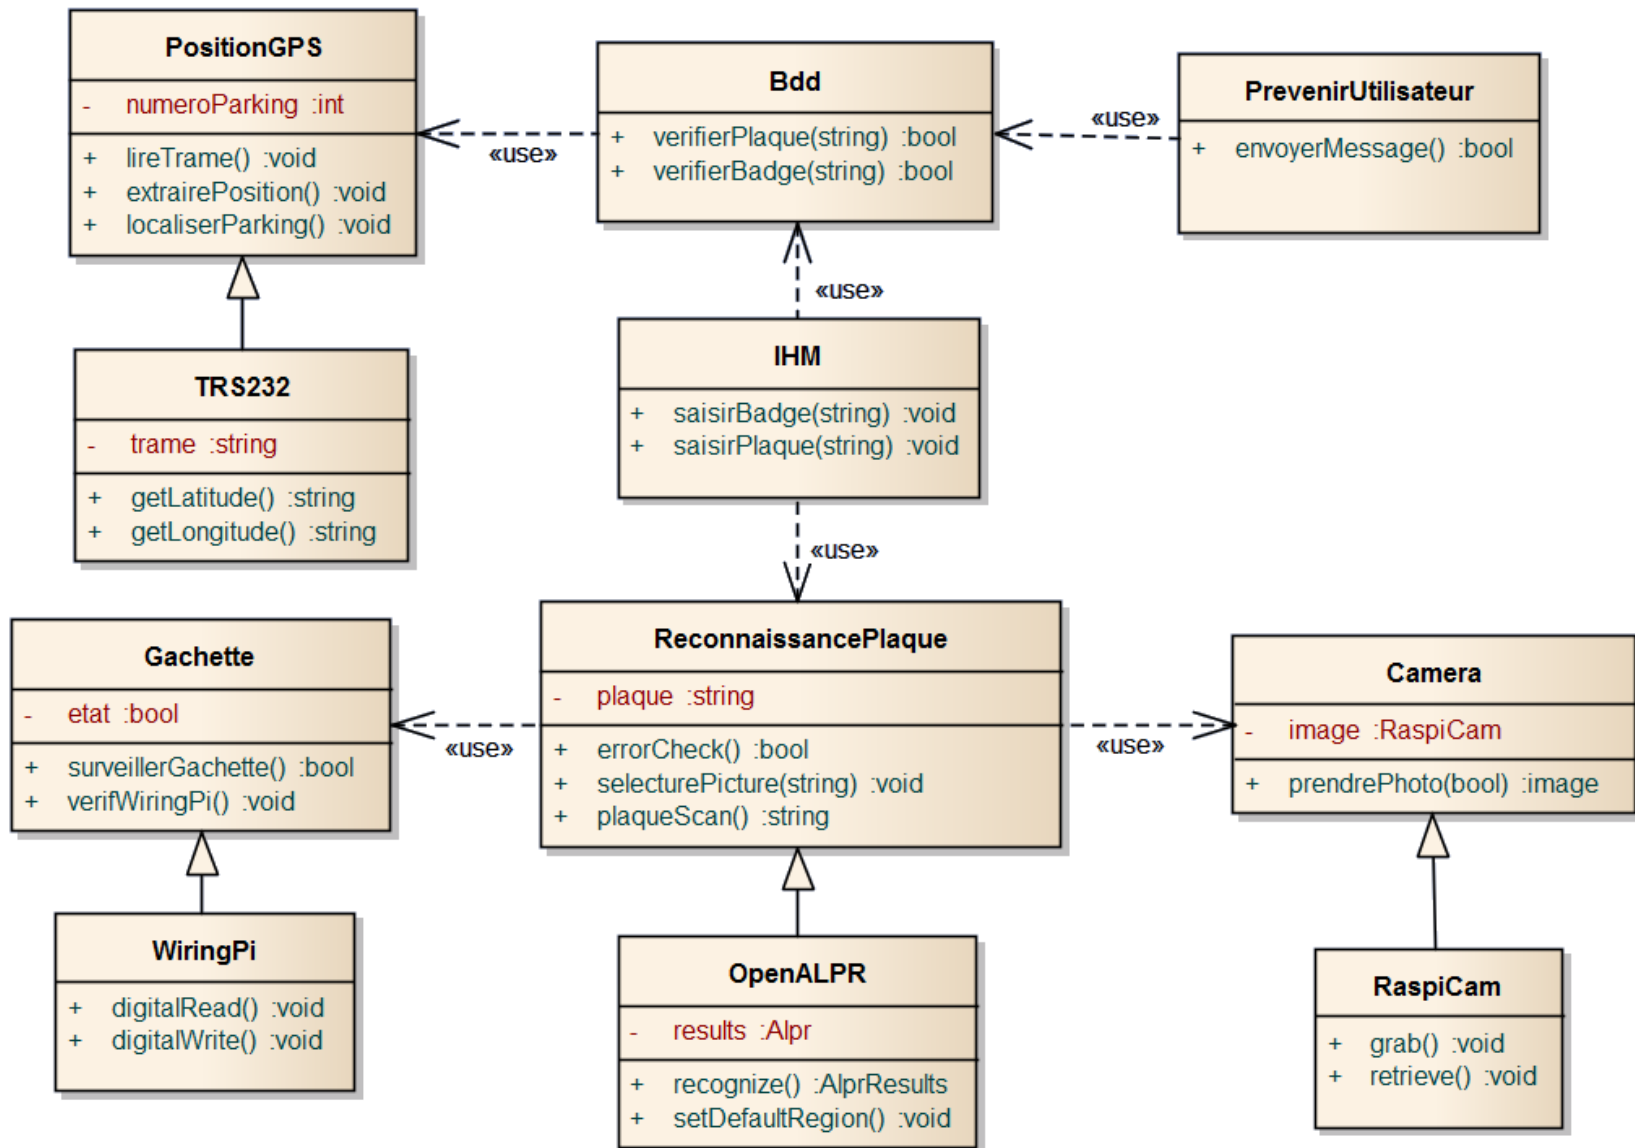 PositionGPS
- numeroParking :int
+ lireTrame() :void
+ extrairePosition() :void
+ localiserParking() :void
«use»
Bdd
+ verifierPlaque(string) :bool
+ verifierBadge(string) :bool
«use»
PrevenirUtilisateur
+ envoyerMessage() :bool
«use»
TRS232
- trame :string
+ getLatitude() :string
+ getLongitude() :string
IHM
+ saisirBadge(string) :void
+ saisirPlaque(string) :void
«use»
Gachette
- etat :bool
+ surveillerGachette() :bool
+ verifWiringPi() :void
«use»
ReconnaissancePlaque
- plaque :string
+ errorCheck() :bool
+ selecturePicture(string) :void
+ plaqueScan() :string
«use»
Camera
- image :RaspiCam
+ prendrePhoto(bool) :image
WiringPi
+ digitalRead() :void
+ digitalWrite() :void
OpenALPR
- results :Alpr
+ recognize() :AlprResults
+ setDefaultRegion() :void
RaspiCam
+ grab() :void
+ retrieve() :void